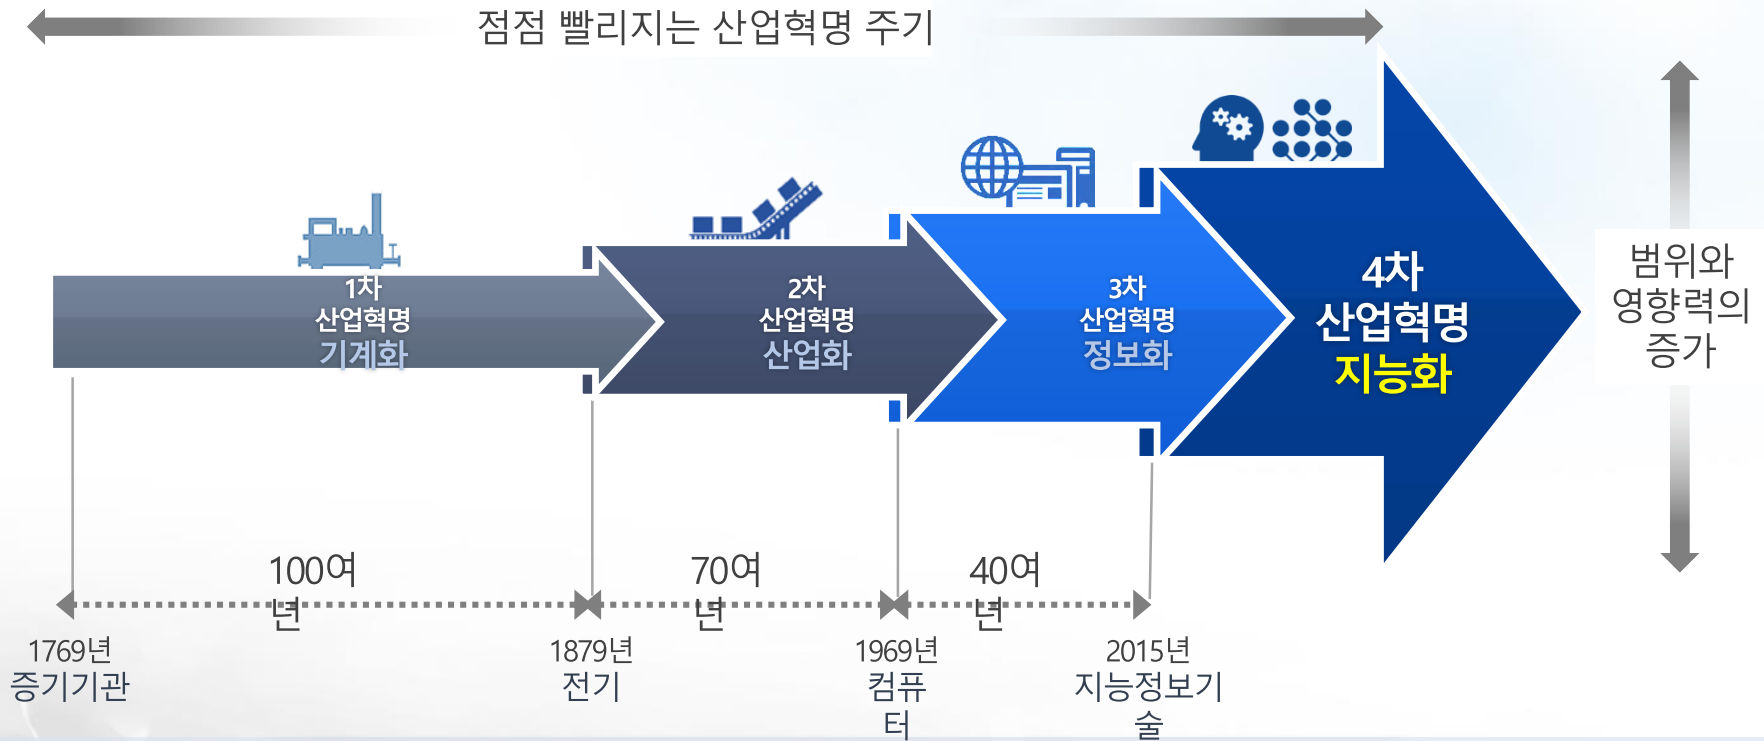 점점 빨리지는 산업혁명 주기
범위와
영향력의
증가
1차
산업혁명
기계화
2차
산업혁명
산업화
3차
산업혁명
정보화
4차
산업혁명
지능화
100여
년
70여
년
40여
년
1769년
증기기관
1879년
전기
1969년
컴퓨
터
2015년
지능정보기
술